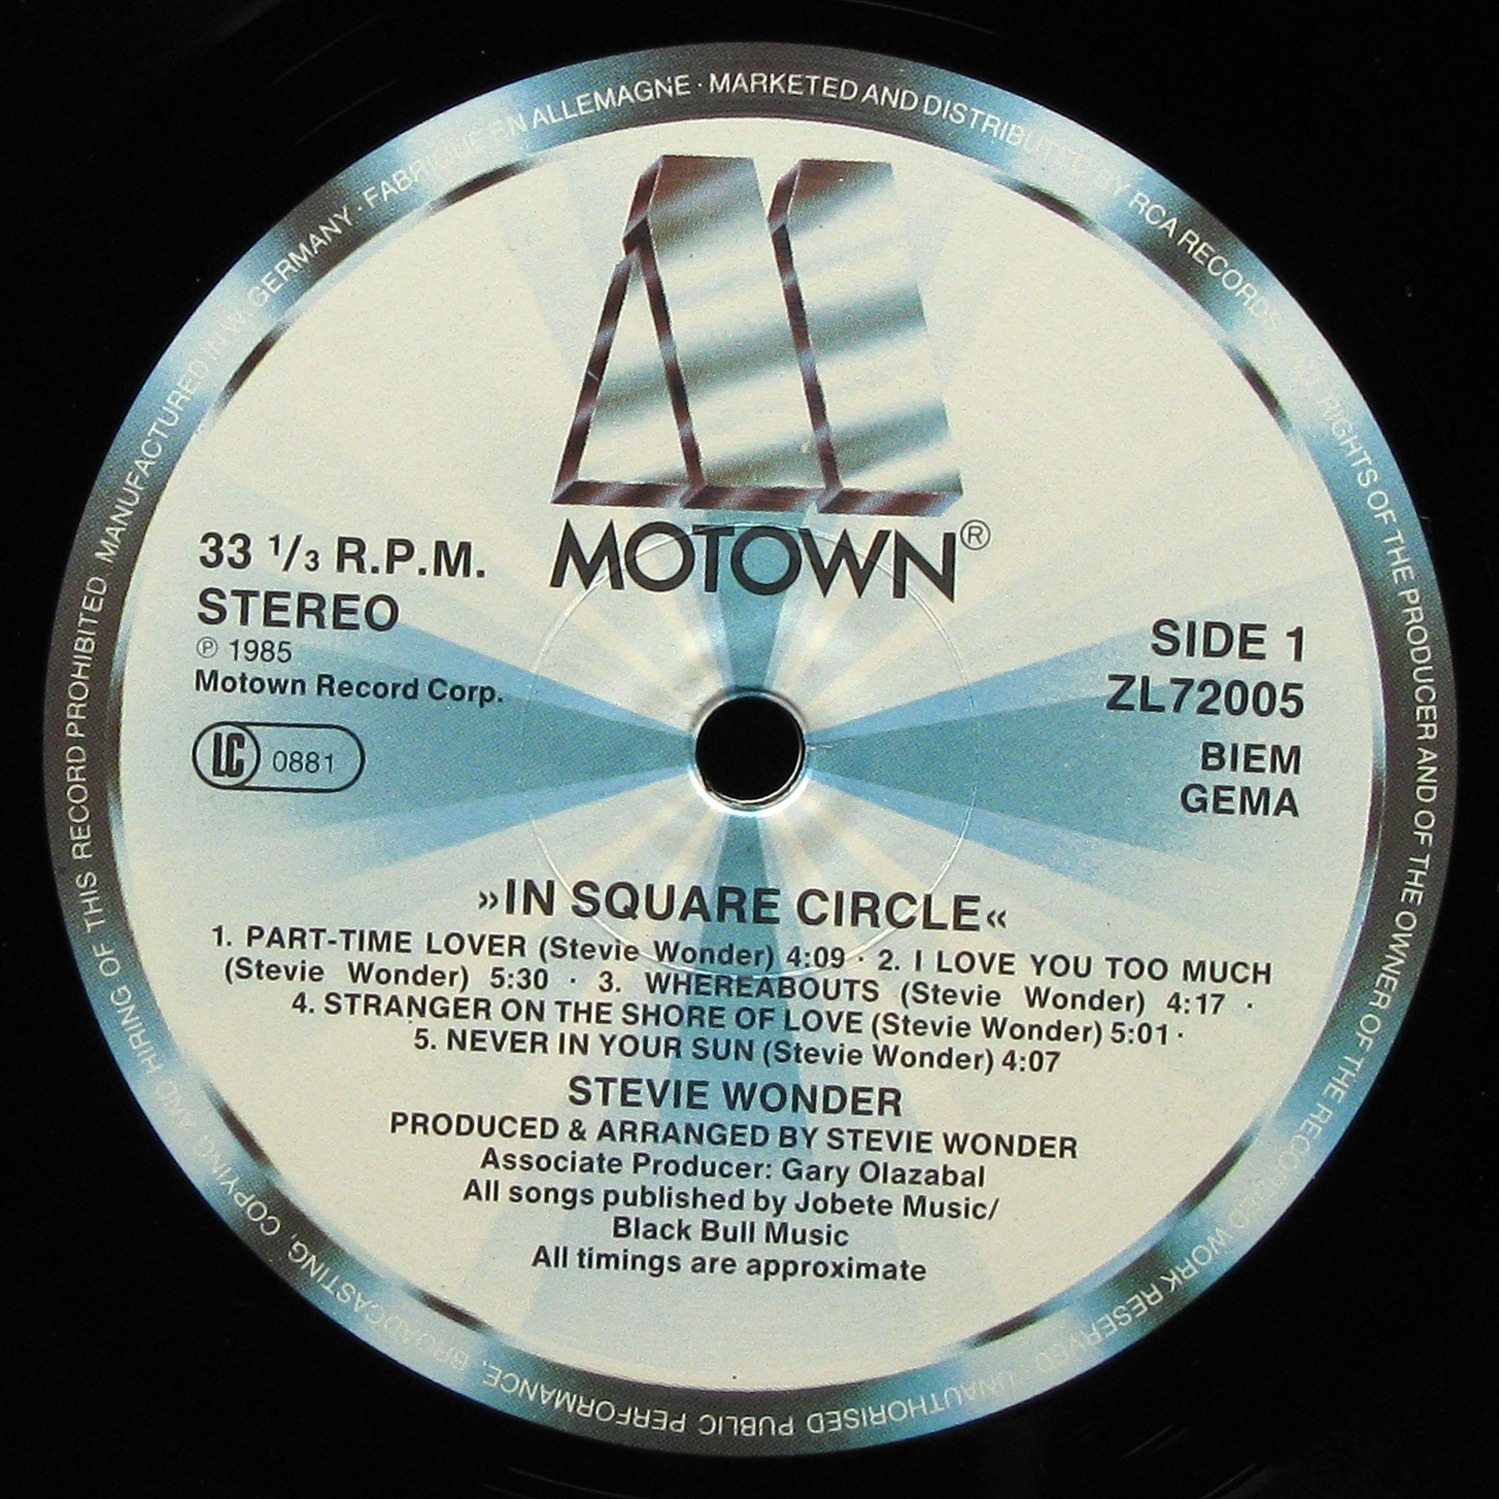 MANUFACTURED IN W. GERMANY · FABRIQUÉ EN ALLEMAGNE · MARKETED AND DISTRIBUTED BY RCA RECORDS · ALL RIGHTS OF THE PRODUCER AND OF THE OWNER OF THE RECORDED WORK RESERVED · UNAUTHORISED PUBLIC PERFORMANCE, BROADCASTING, COPYING AND HIRING OF THIS RECORD PROHIBITED
MOTOWN®
33 1/3 R.P.M.
STEREO
℗ 1985
Motown Record Corp.
LC 0881
SIDE 1
ZL72005
BIEM
GEMA
»IN SQUARE CIRCLE«
1. PART-TIME LOVER (Stevie Wonder) 4:09 · 2. I LOVE YOU TOO MUCH
(Stevie Wonder) 5:30 · 3. WHEREABOUTS (Stevie Wonder) 4:17 ·
4. STRANGER ON THE SHORE OF LOVE (Stevie Wonder) 5:01 ·
5. NEVER IN YOUR SUN (Stevie Wonder) 4:07
STEVIE WONDER
PRODUCED & ARRANGED BY STEVIE WONDER
Associate Producer: Gary Olazabal
All songs published by Jobete Music/
Black Bull Music
All timings are approximate